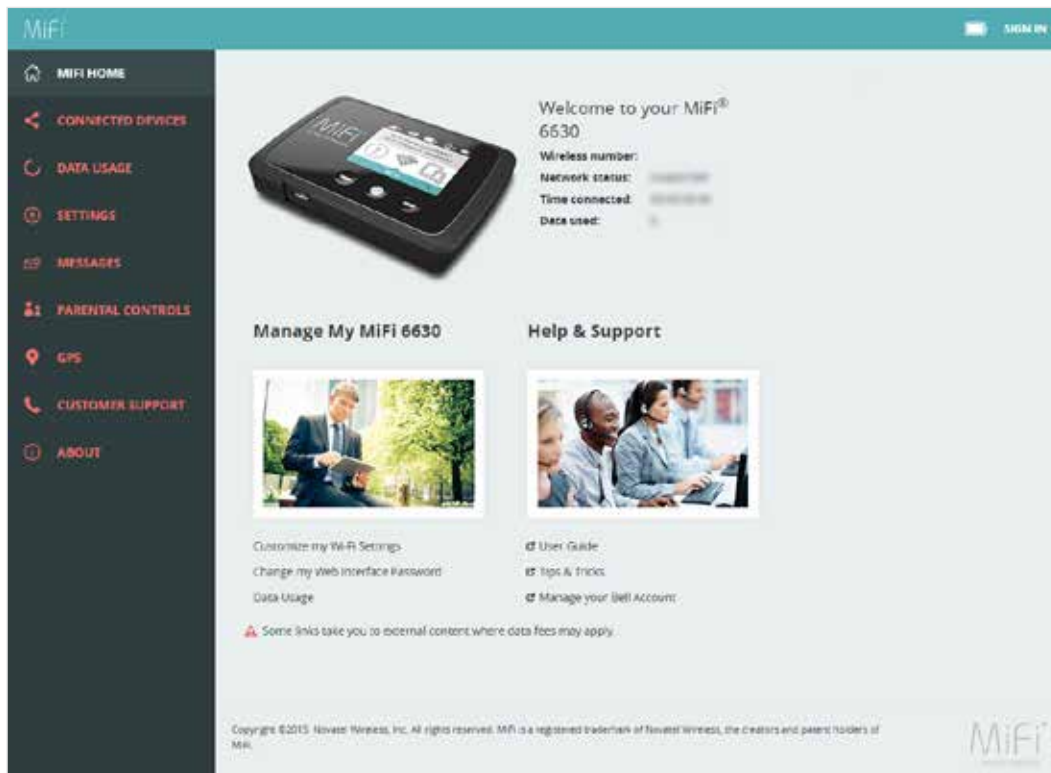 MiFi
SIGN IN
MIFI HOME
CONNECTED DEVICES
DATA USAGE
SETTINGS
MESSAGES
PARENTAL CONTROLS
GPS
CUSTOMER SUPPORT
ABOUT
MiFi
Welcome to your MiFi®
6630
Wireless number:
Network status:
Time connected:
Data used:
Manage My MiFi 6630
Help & Support
Customize my Wi-Fi Settings
Change my Web Interface Password
Data Usage
User Guide
Tips & Tricks
Manage your Bell Account
Some links take you to external content where data fees may apply.
Copyright ©2015 Novatel Wireless, Inc. All rights reserved. MiFi is a registered trademark of Novatel Wireless, the creators and patent holders of
MiFi.
MiFi